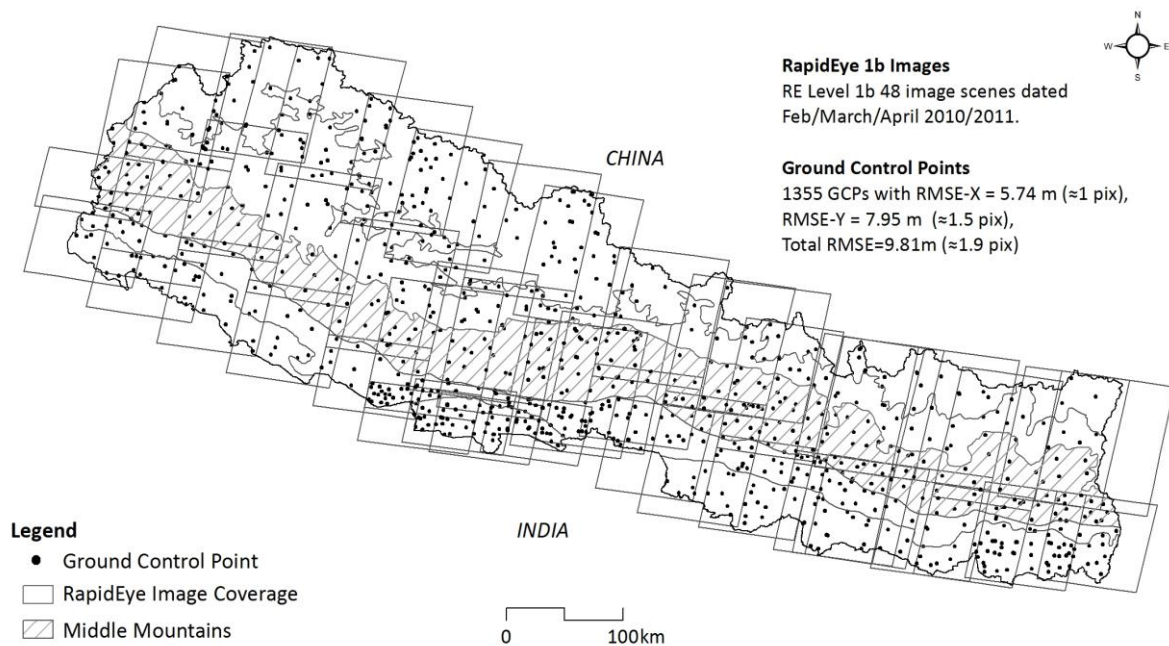 N
W E
S
RapidEye 1b Images
RE Level 1b 48 image scenes dated
Feb/March/April 2010/2011.
CHINA
Ground Control Points
1355 GCPs with RMSE-X = 5.74 m (≈1 pix),
RMSE-Y = 7.95 m (≈1.5 pix),
Total RMSE=9.81m (≈1.9 pix)
INDIA
Legend
Ground Control Point
RapidEye Image Coverage
Middle Mountains
0 100km